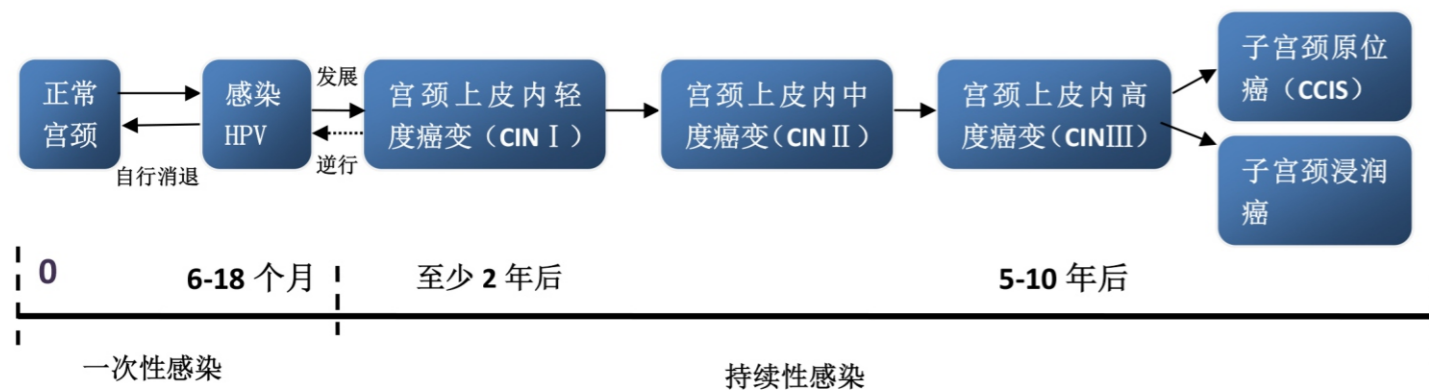 正常
宫颈
自行消退
感染
HPV
发展
逆行
宫颈上皮内轻
度癌变（CINⅠ）
宫颈上皮内中
度癌变（CINⅡ）
宫颈上皮内高
度癌变（CINⅢ）
子宫颈原位
癌（CCIS）
子宫颈浸润
癌
0
6-18 个月
至少 2 年后
5-10 年后
一次性感染
持续性感染